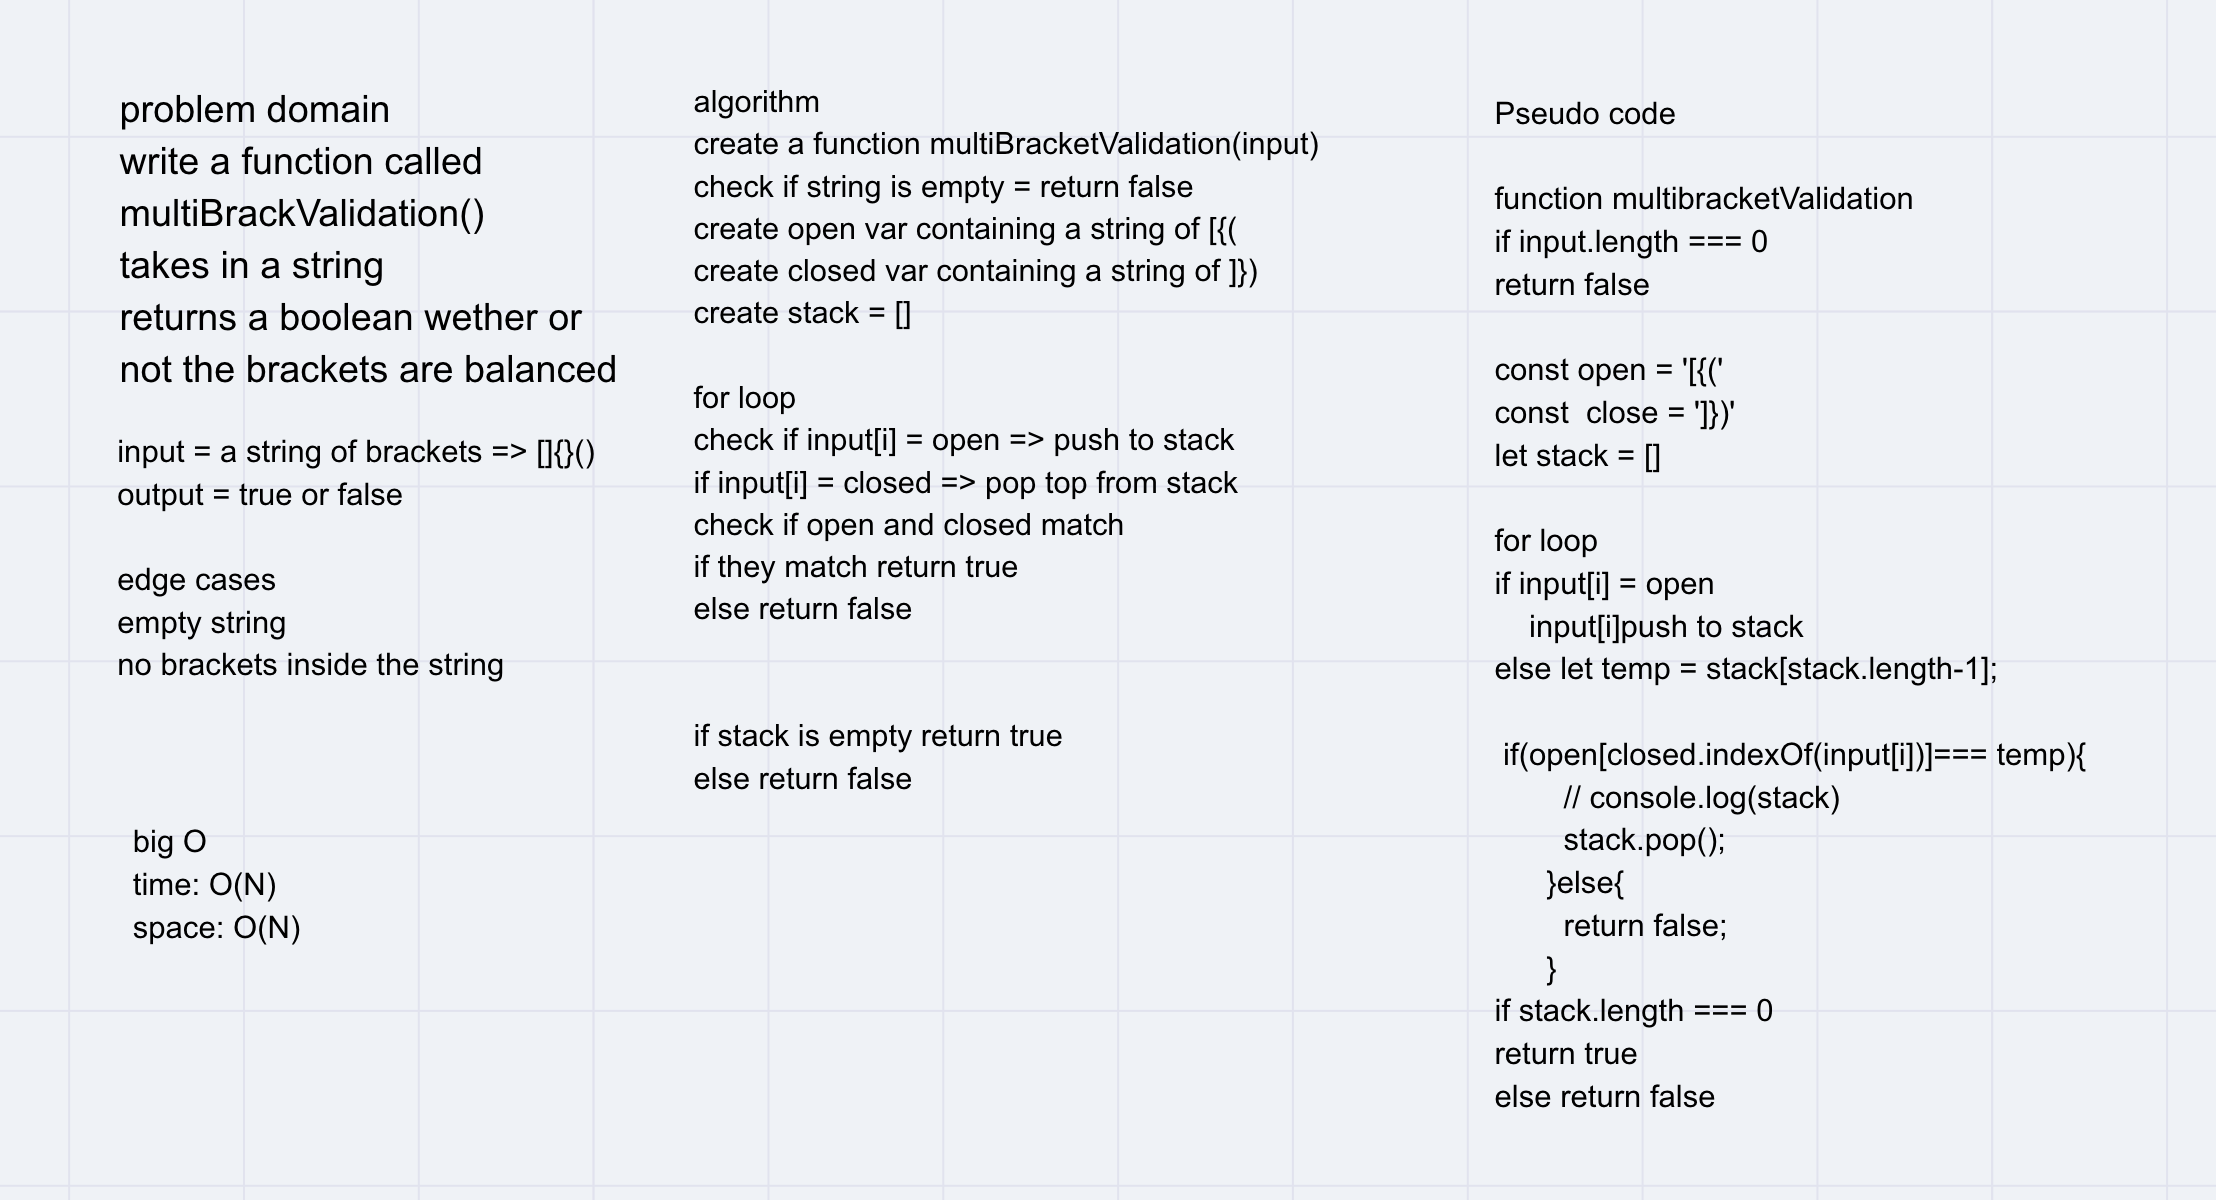 problem domain
write a function called
multiBrackValidation()
takes in a string
returns a boolean wether or
not the brackets are balanced
input = a string of brackets => []{}()
output = true or false
edge cases
empty string
no brackets inside the string
big O
time: O(N)
space: O(N)
algorithm
create a function multiBracketValidation(input)
check if string is empty = return false
create open var containing a string of [{(
create closed var containing a string of ]})
create stack = []
for loop
check if input[i] = open => push to stack
if input[i] = closed => pop top from stack
check if open and closed match
if they match return true
else return false
if stack is empty return true
else return false
Pseudo code
function multibracketValidation
if input.length === 0
return false
const open = '[{('
const  close = ']})'
let stack = []
for loop
if input[i] = open
input[i]push to stack
else let temp = stack[stack.length-1];
if(open[closed.indexOf(input[i])]=== temp){
// console.log(stack)
stack.pop();
}else{
return false;
}
if stack.length === 0
return true
else return false